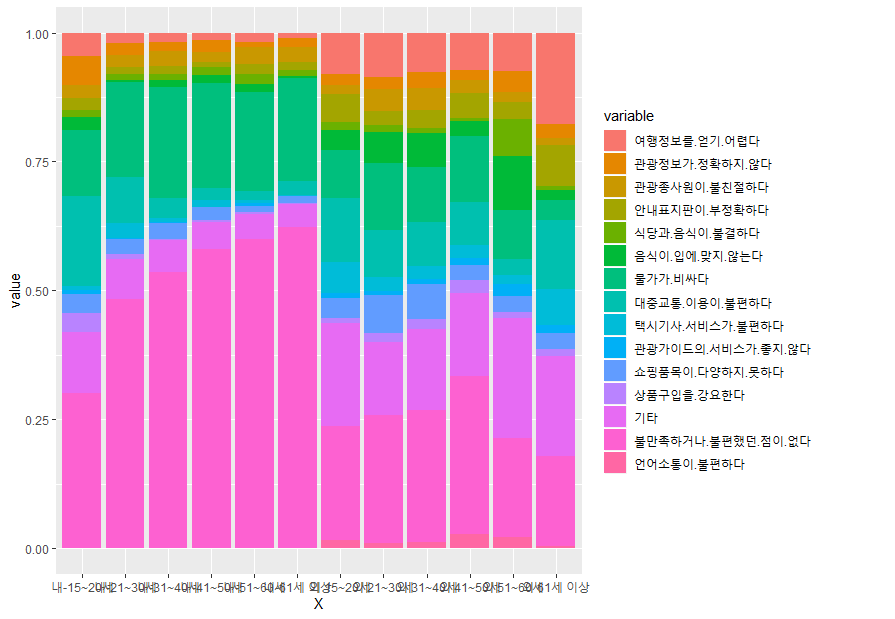 1.00
0.75
0.50
0.25
0.00
value
X
variable
여행정보를.얻기.어렵다
관광정보가.정확하지.않다
관광종사원이.불친절하다
안내표지판이.부정확하다
식당과.음식이.불결하다
음식이.입에.맞지.않는다
물가가.비싸다
대중교통.이용이.불편하다
택시기사.서비스가.불편하다
관광가이드의.서비스가.좋지.않다
쇼핑품목이.다양하지.못하다
상품구입을.강요한다
기타
불만족하거나.불편했던.점이.없다
언어소통이.불편하다